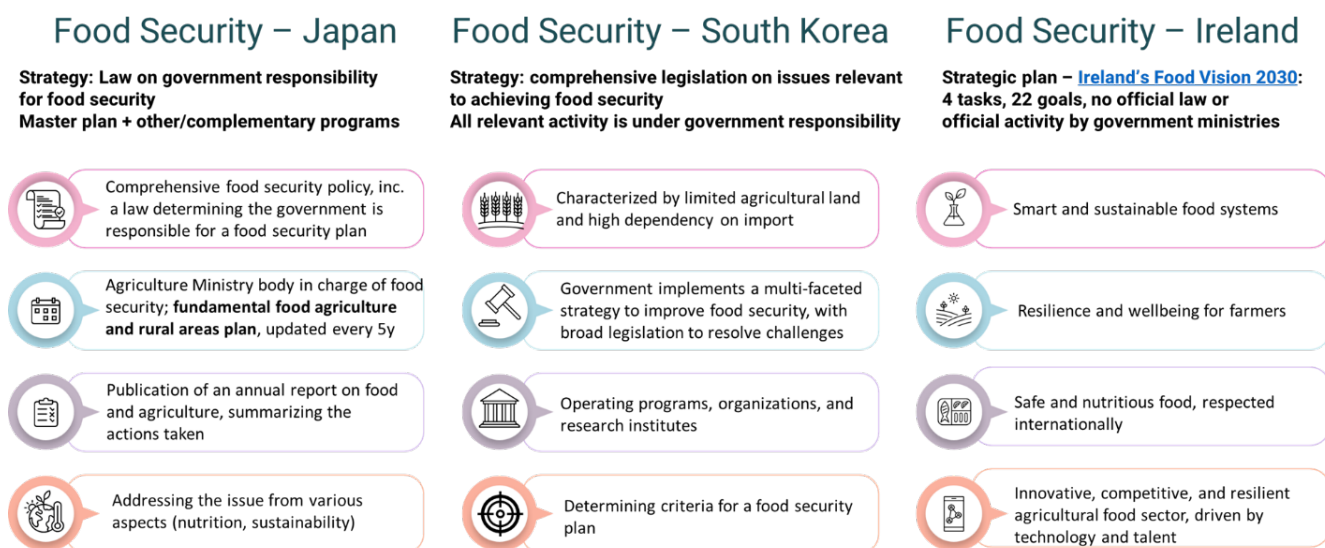 Food Security – Japan
Strategy: Law on government responsibility
for food security
Master plan + other/complementary programs
Comprehensive food security policy, inc.
a law determining the government is
responsible for a food security plan
Agriculture Ministry body in charge of food
security; fundamental food agriculture
and rural areas plan, updated every 5y
Publication of an annual report on food
and agriculture, summarizing the
actions taken
Addressing the issue from various
aspects (nutrition, sustainability)
Food Security – South Korea
Strategy: comprehensive legislation on issues relevant
to achieving food security
All relevant activity is under government responsibility
Characterized by limited agricultural land
and high dependency on import
Government implements a multi-faceted
strategy to improve food security, with
broad legislation to resolve challenges
Operating programs, organizations, and
research institutes
Determining criteria for a food security
plan
Food Security – Ireland
Strategic plan – Ireland's Food Vision 2030:
4 tasks, 22 goals, no official law or
official activity by government ministries
Smart and sustainable food systems
Resilience and wellbeing for farmers
Safe and nutritious food, respected
internationally
Innovative, competitive, and resilient
agricultural food sector, driven by
technology and talent